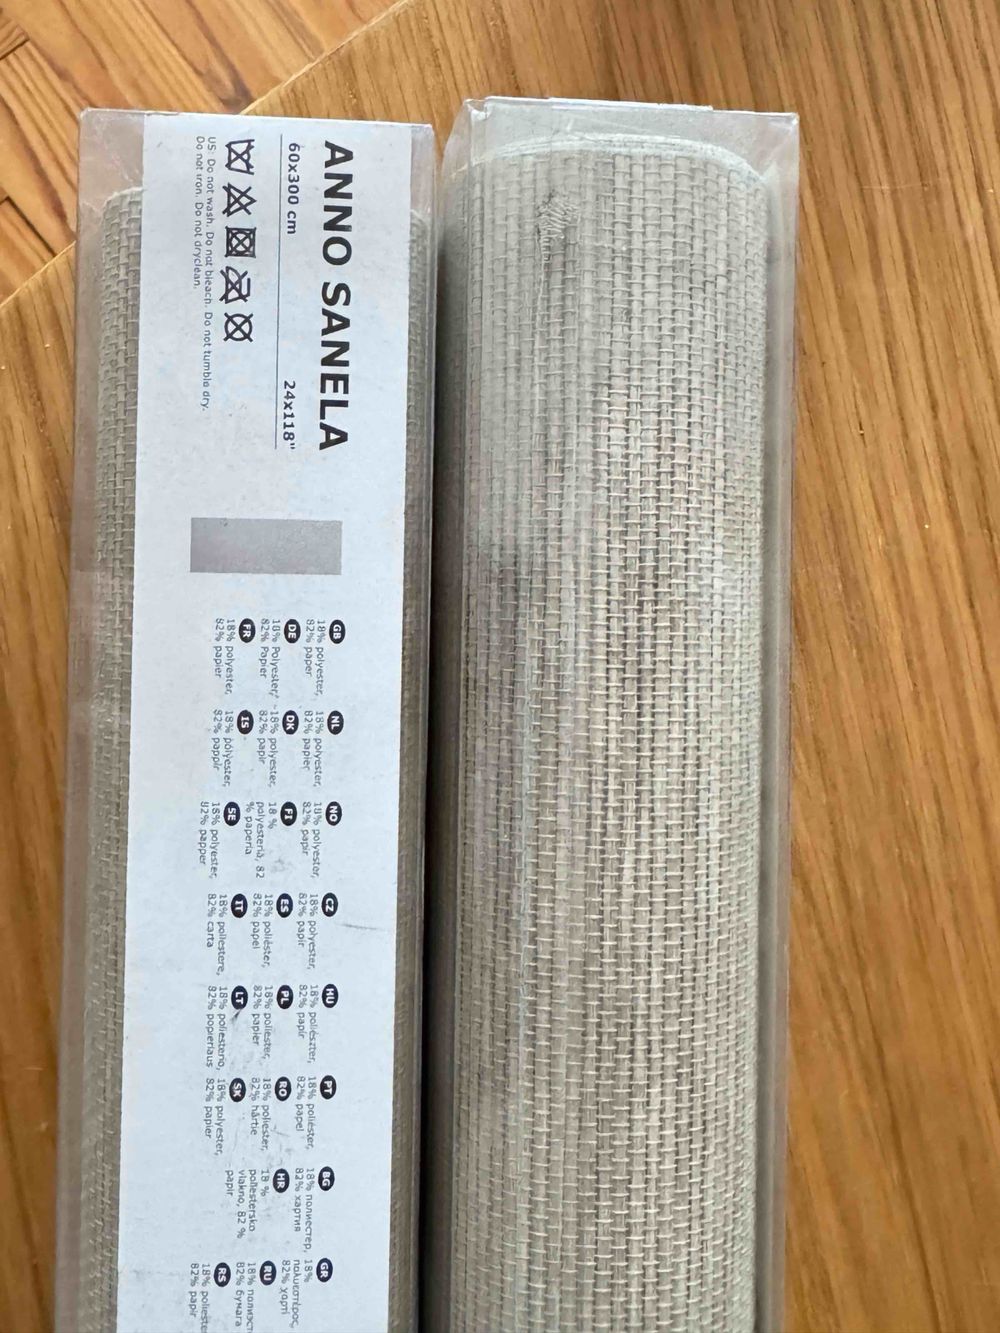 ANNO SANELA
60x300 cm
24x118"
US: Do not wash. Do not bleach. Do not tumble dry.
Do not iron. Do not dryclean.
GB
18% polyester,
82% paper
DE
18% Polyester,
82% Papier
FR
18% polyester,
82% papier
NL
18% polyester,
82% papier
DK
18% polyester,
82% papir
IS
18% pólýester,
82% pappír
NO
18% polyester,
82% papir
FI
18 %
polyesteriä, 82
% paperia
SE
18% polyester,
82% papper
CZ
18% polyester,
82% papír
ES
18% poliéster,
82% papel
IT
18% poliestere,
82% carta
HU
18% poliészter,
82% papír
PL
18% poliester,
82% papier
LT
18% poliesterio,
82% popieriaus
PT
18% poliéster,
82% papel
RO
18% poliester,
82% hârtie
SK
18% polyester,
82% papier
BG
18% полиестер,
82% хартия
HR
18 %
poliestersko
vlakno, 82 %
papir
GR
18%
πολυεστέρας,
82% χαρτί
RU
18% полиэст
82% бумага
RS
18% polieste
82% papir